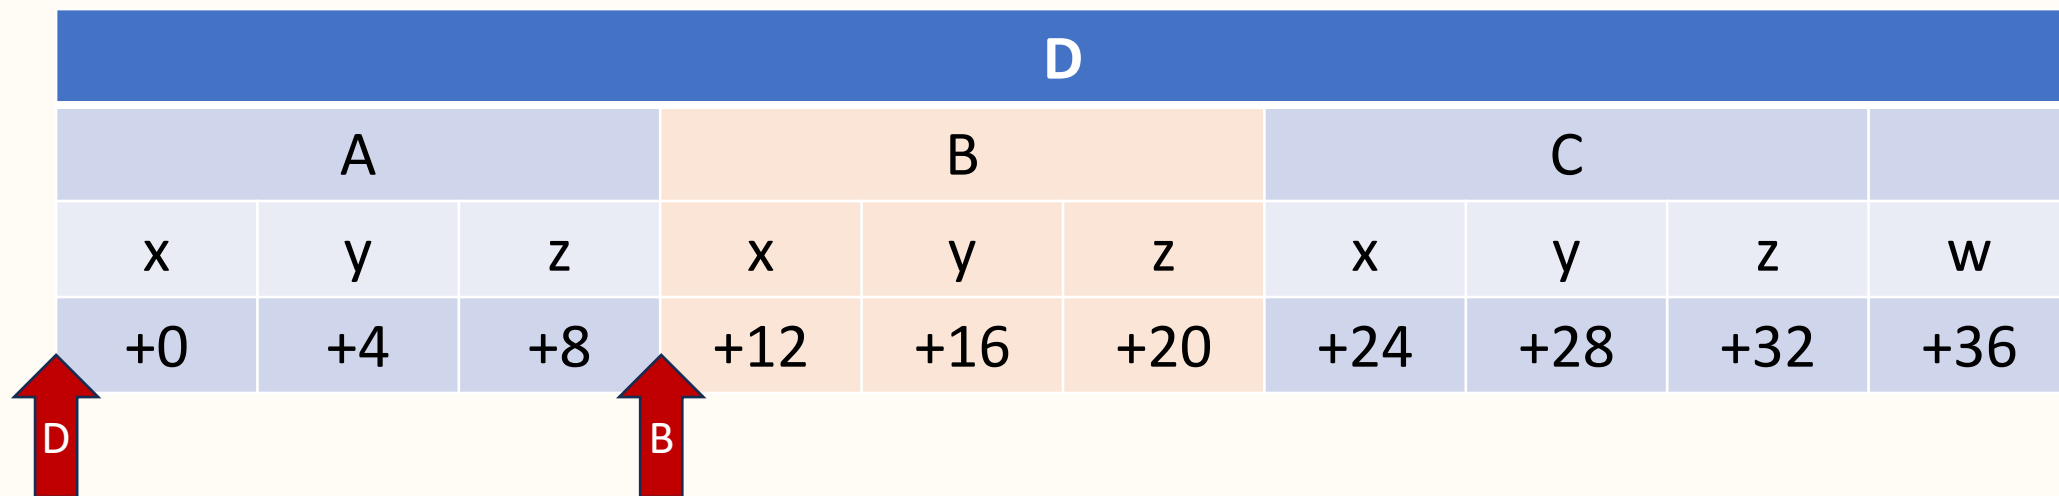 D
A B C
x y z x y z x y z w
+0 +4 +8 +12 +16 +20 +24 +28 +32 +36
D B